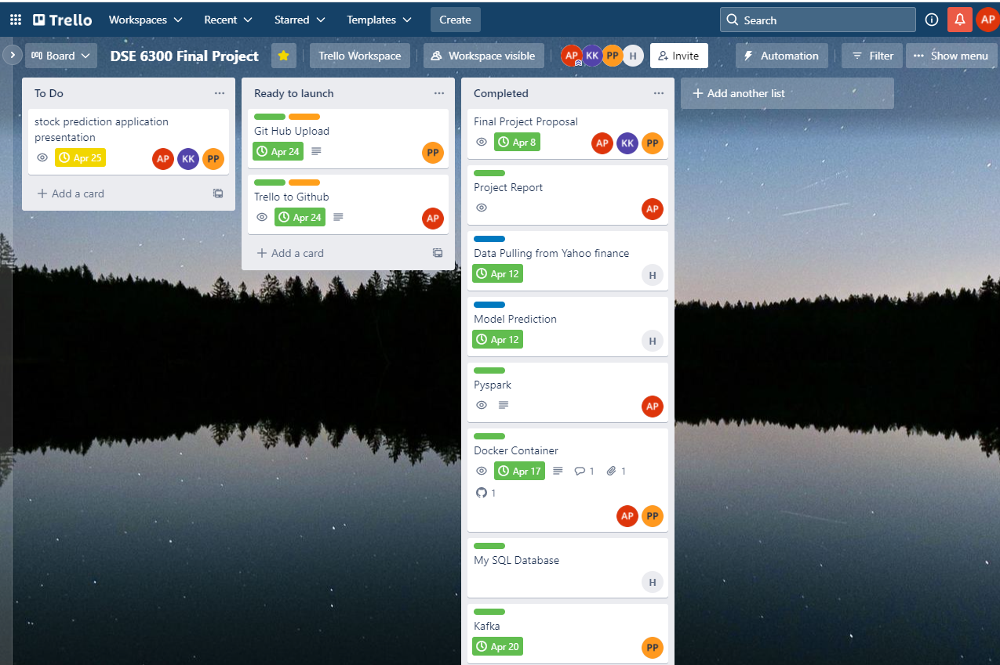 Trello
Workspaces
Recent
Starred
Templates
Create
Search
AP
Board
DSE 6300 Final Project
Trello Workspace
Workspace visible
AP
KK
PP
H
Invite
Automation
Filter
Show menu
To Do
stock prediction application
presentation
Apr 25
AP
KK
PP
Add a card
Ready to launch
Git Hub Upload
Apr 24
PP
Trello to Github
Apr 24
AP
Add a card
Completed
Final Project Proposal
Apr 8
AP
KK
PP
Project Report
AP
Data Pulling from Yahoo finance
Apr 12
H
Model Prediction
Apr 12
H
Pyspark
AP
Docker Container
Apr 17
1
1
1
AP
PP
My SQL Database
H
Kafka
Apr 20
PP
Add another list